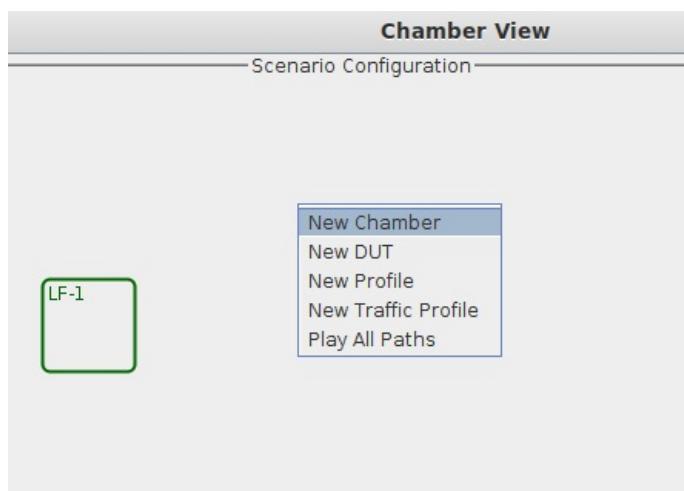 Chamber View
Scenario Configuration
New Chamber
New DUT
New Profile
LF-1
New Traffic Profile
Play All Paths